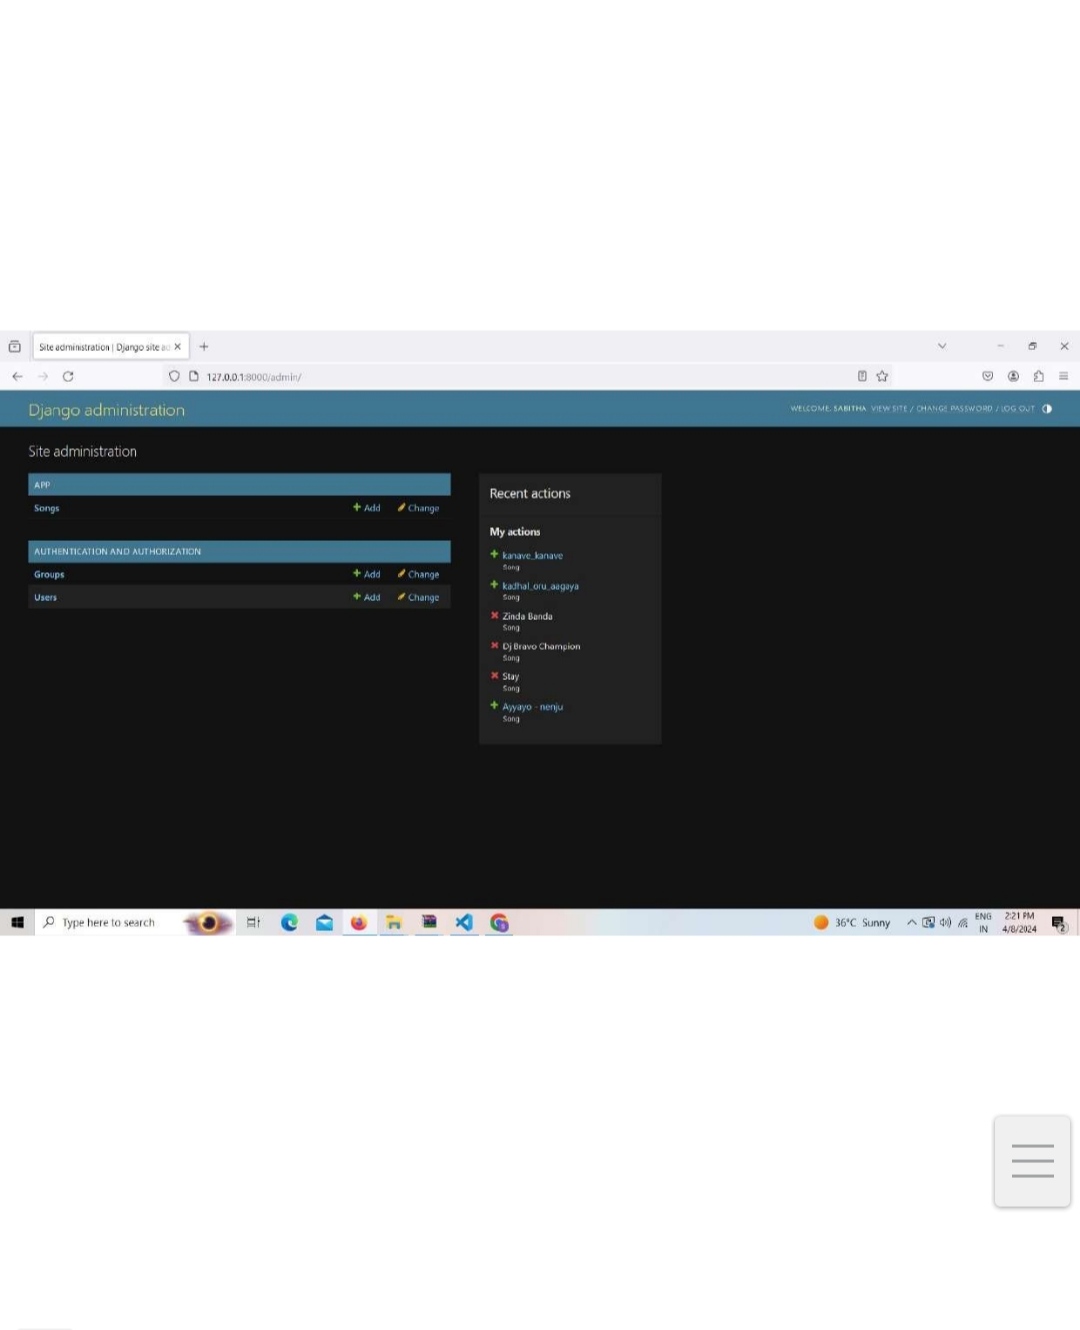 Site administration | Django site ad
127.0.0.1:8000/admin/
Django administration
WELCOME, SABITHA. VIEW SITE / CHANGE PASSWORD / LOG OUT
Site administration
APP
Songs
Add
Change
AUTHENTICATION AND AUTHORIZATION
Groups
Add
Change
Users
Add
Change
Recent actions
My actions
kanave_kanave
Song
kadhal_oru_aagaya
Song
Zinda Banda
Song
Dj Bravo Champion
Song
Stay
Song
Ayyayo - nenju
Song
Type here to search
36°C Sunny
ENG
IN
2:21 PM
4/8/2024
2